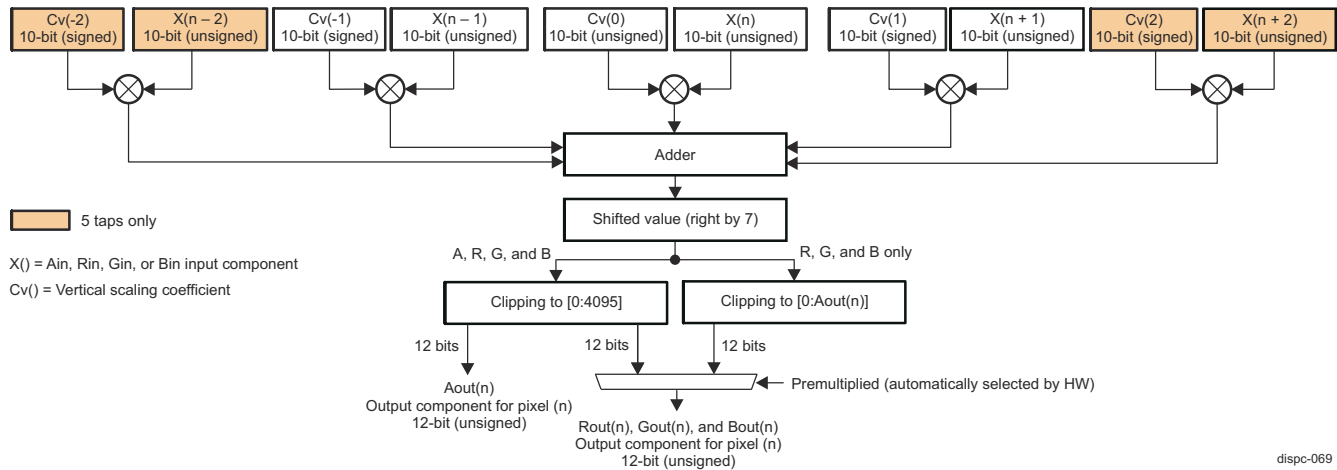 Cv(-2)
10-bit (signed)
X(n – 2)
10-bit (unsigned)
Cv(-1)
10-bit (signed)
X(n – 1)
10-bit (unsigned)
Cv(0)
10-bit (signed)
X(n)
10-bit (unsigned)
Cv(1)
10-bit (signed)
X(n + 1)
10-bit (unsigned)
Cv(2)
10-bit (signed)
X(n + 2)
10-bit (unsigned)
Adder
Shifted value (right by 7)
5 taps only
X() = Ain, Rin, Gin, or Bin input component
Cv() = Vertical scaling coefficient
A, R, G, and B
R, G, and B only
Clipping to [0:4095]
Clipping to [0:Aout(n)]
12 bits
12 bits
12 bits
Aout(n)
Output component for pixel (n)
12-bit (unsigned)
Premultiplied (automatically selected by HW)
Rout(n), Gout(n), and Bout(n)
Output component for pixel (n)
12-bit (unsigned)
dispc-069